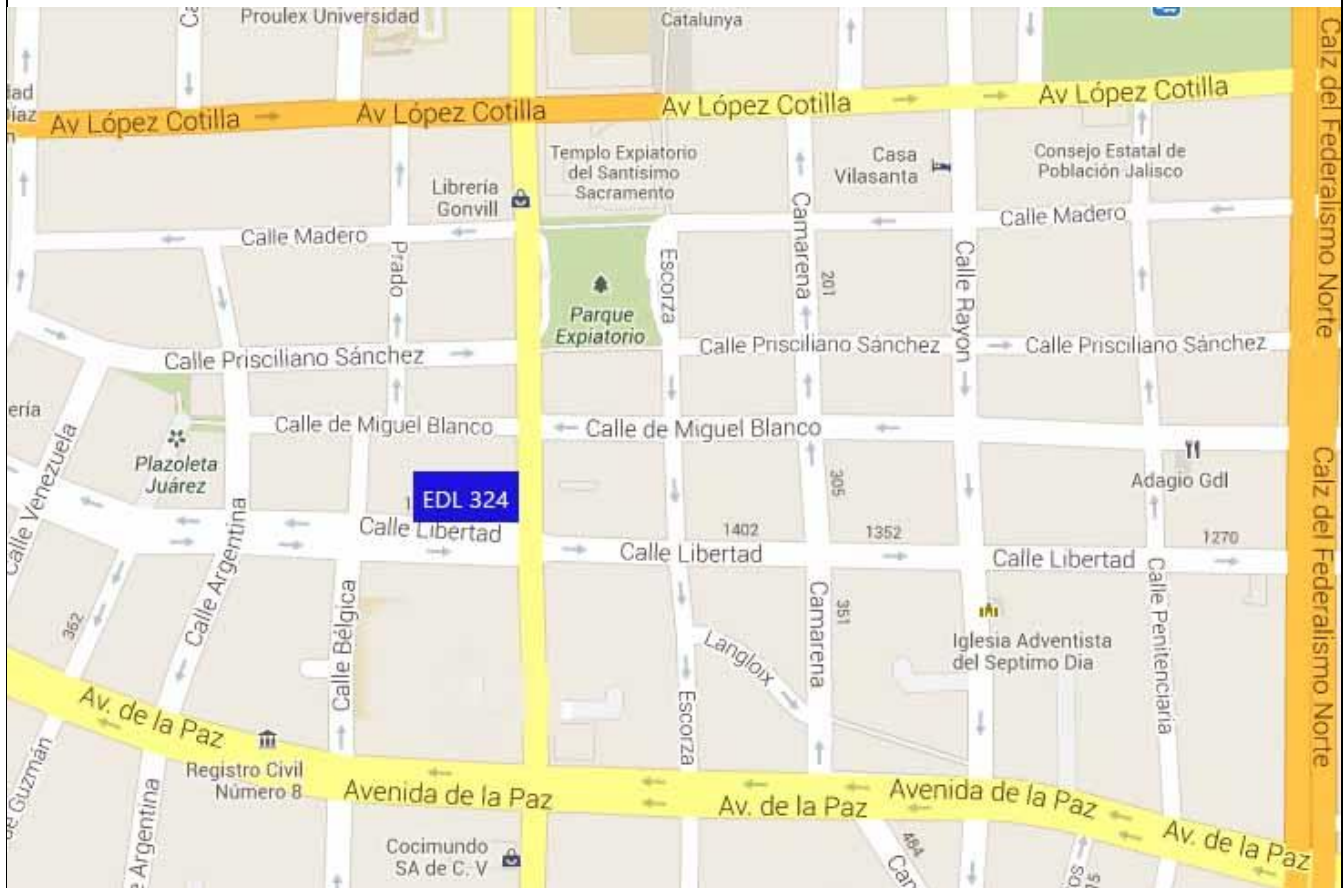 Proulex Universidad
Catalunya
Calz del Federalismo Norte
Av López Cotilla
Av López Cotilla
Av López Cotilla
Av López Cotilla
Templo Expiatorio
del Santísimo
Sacramento
Casa
Vilasanta
Consejo Estatal de
Población Jalisco
Librería
Gonvill
Calle Madero
Calle Madero
Prado
Escorza
Camarena
201
Calle Rayon
Parque
Expiatorio
Calle Prisciliano Sánchez
Calle Prisciliano Sánchez
Calle Prisciliano Sánchez
ería
Calle de Miguel Blanco
Calle de Miguel Blanco
Plazoleta
Juárez
Calle Venezuela
Adagio Gdl
Calz del Federalismo Norte
305
EDL 324
Calle Libertad
1402
1352
1270
Calle Libertad
Calle Libertad
Calle Argentina
Calle Bélgica
362
Camarena
351
Calle Penitenciaría
Langloix
Iglesia Adventista
del Septimo Dia
Escorza
Av. de la Paz
Registro Civil
Número 8
Avenida de la Paz
Av. de la Paz
Avenida de la Paz
Av. de la Paz
de Guzmán
e Argentina
Cocimundo
SA de C. V
484